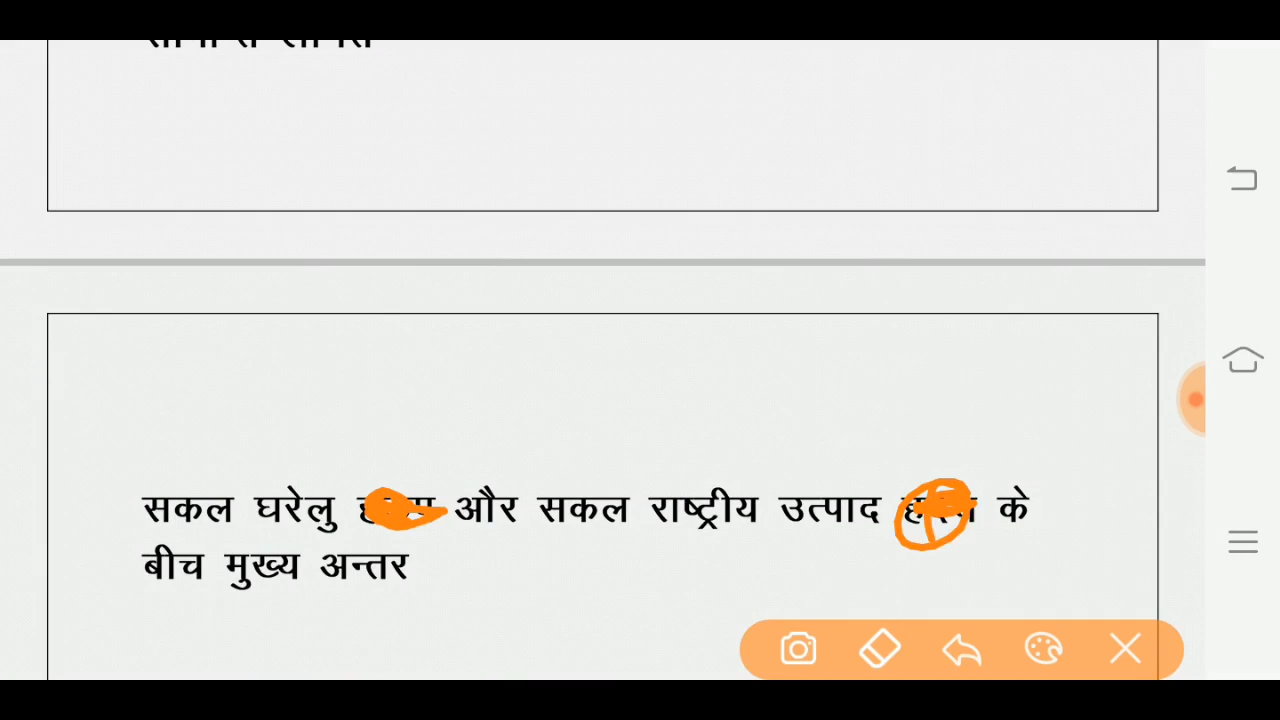 सकल घरेलु और सकल राष्ट्रीय उत्पाद के
बीच मुख्य अन्तर